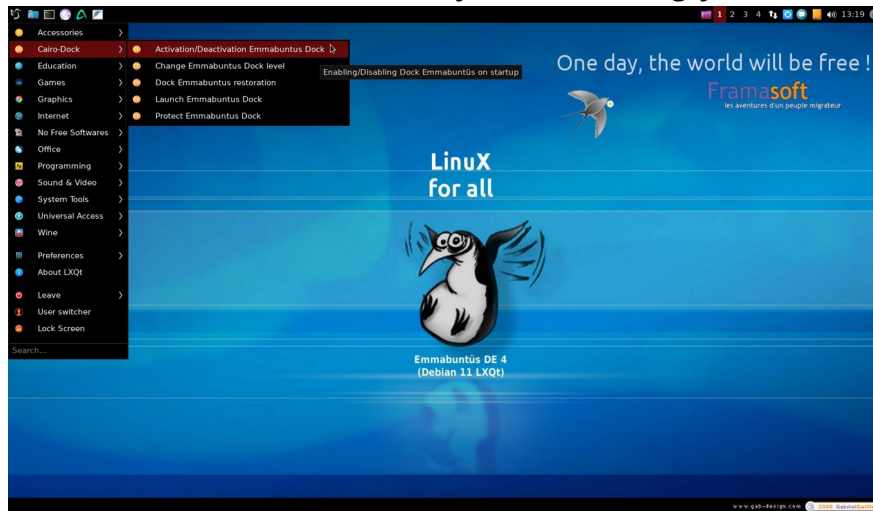 1 2 3 4 13:19
Accessories
Cairo-Dock
Education
Games
Graphics
Internet
No Free Softwares
Office
Programming
Sound & Video
System Tools
Universal Access
Wine
Preferences
About LXQt
Leave
User switcher
Lock Screen
Search...
Activation/Deactivation Emmabuntus Dock
Change Emmabuntus Dock level
Dock Emmabuntus restoration
Launch Emmabuntus Dock
Protect Emmabuntus Dock
Enabling/Disabling Dock Emmabuntüs on startup
One day, the world will be free !
Framasoft
les aventures d'un peuple migrateur
LinuX
for all
Emmabuntüs DE 4
(Debian 11 LXQt)
www.gab-design.com